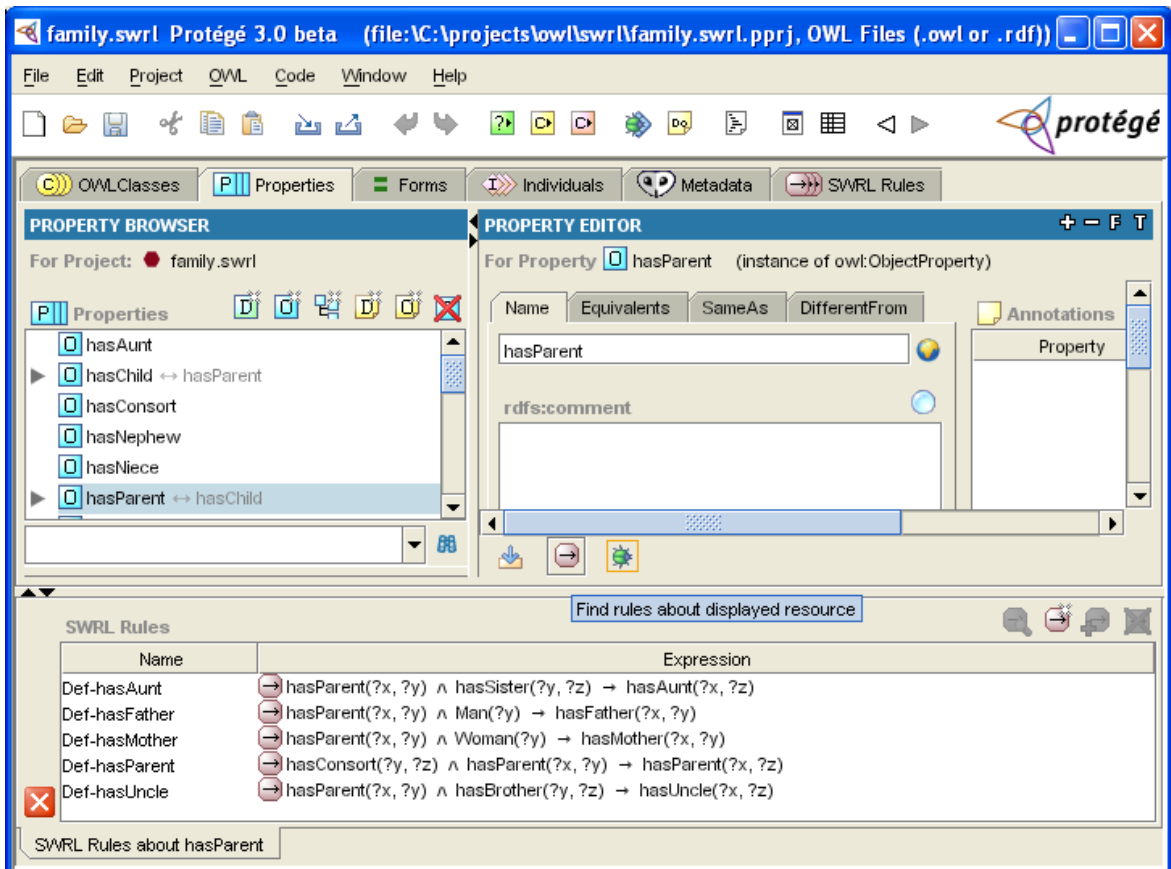 family.swrl Protégé 3.0 beta (file:\C:\projects\owl\swrl\family.swrl.pprj, OWL Files (.owl or .rdf))
File Edit Project OWL Code Window Help
protégé
OWLClasses Properties Forms Individuals Metadata SWRL Rules
PROPERTY BROWSER
For Project: family.swrl
Properties
hasAunt
hasChild ↔ hasParent
hasConsort
hasNephew
hasNiece
hasParent ↔ hasChild
PROPERTY EDITOR
+ − F T
For Property hasParent (instance of owl:ObjectProperty)
Name Equivalents SameAs DifferentFrom
hasParent
rdfs:comment
Annotations
Property
Find rules about displayed resource
SWRL Rules
Name Expression
Def-hasAunt hasParent(?x, ?y) ∧ hasSister(?y, ?z) → hasAunt(?x, ?z)
Def-hasFather hasParent(?x, ?y) ∧ Man(?y) → hasFather(?x, ?y)
Def-hasMother hasParent(?x, ?y) ∧ Woman(?y) → hasMother(?x, ?y)
Def-hasParent hasConsort(?y, ?z) ∧ hasParent(?x, ?y) → hasParent(?x, ?z)
Def-hasUncle hasParent(?x, ?y) ∧ hasBrother(?y, ?z) → hasUncle(?x, ?z)
SWRL Rules about hasParent